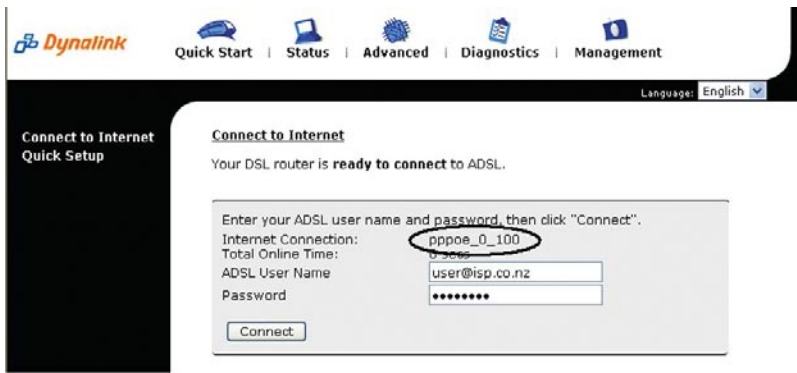 Dynalink
Quick Start | Status | Advanced | Diagnostics | Management
Language: English
Connect to Internet
Quick Setup
Connect to Internet
Your DSL router is ready to connect to ADSL.
Enter your ADSL user name and password, then click "Connect".
Internet Connection: pppoe_0_100
Total Online Time: 0 secs
ADSL User Name user@isp.co.nz
Password ••••••••
Connect